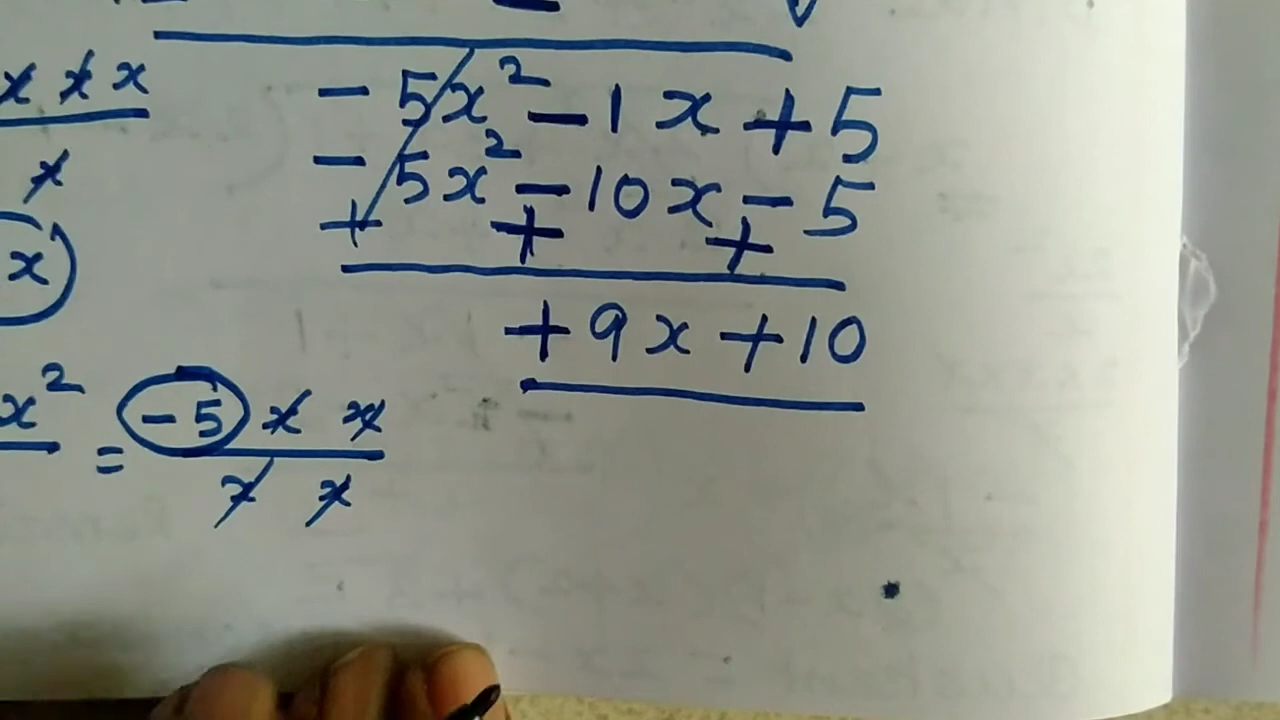 x x x
- 5x² - 1x + 5
x
- 5x² - 10x - 5
+ + +
x
+ 9x + 10
x² = -5 x x
x x